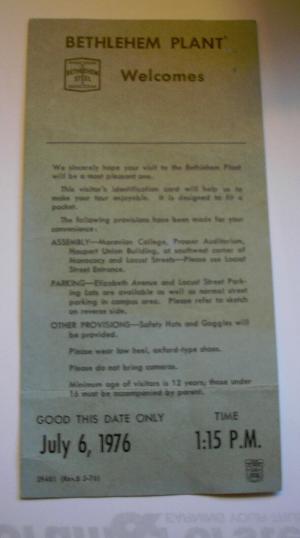 BETHLEHEM PLANT
BETHLEHEM
STEEL
Welcomes
We sincerely hope your visit to the Bethlehem Plant
will be a most pleasant one.
This visitor's identification card will help us to
make your tour enjoyable. It is designed to fit a
pocket.
The following provisions have been made for your
convenience:
ASSEMBLY—Moravian College, Prosser Auditorium,
Haupert Union Building, at southwest corner of
Monocacy and Locust Streets—Please use Locust
Street Entrance.
PARKING—Elizabeth Avenue and Locust Street Park-
ing Lots are available as well as normal street
parking in campus area. Please refer to sketch
on reverse side.
OTHER PROVISIONS—Safety Hats and Goggles will
be provided.
Please wear low heel, oxford-type shoes.
Please do not bring cameras.
Minimum age of visitors is 12 years; those under
16 must be accompanied by parent.
GOOD THIS DATE ONLY TIME
July 6, 1976 1:15 P.M.